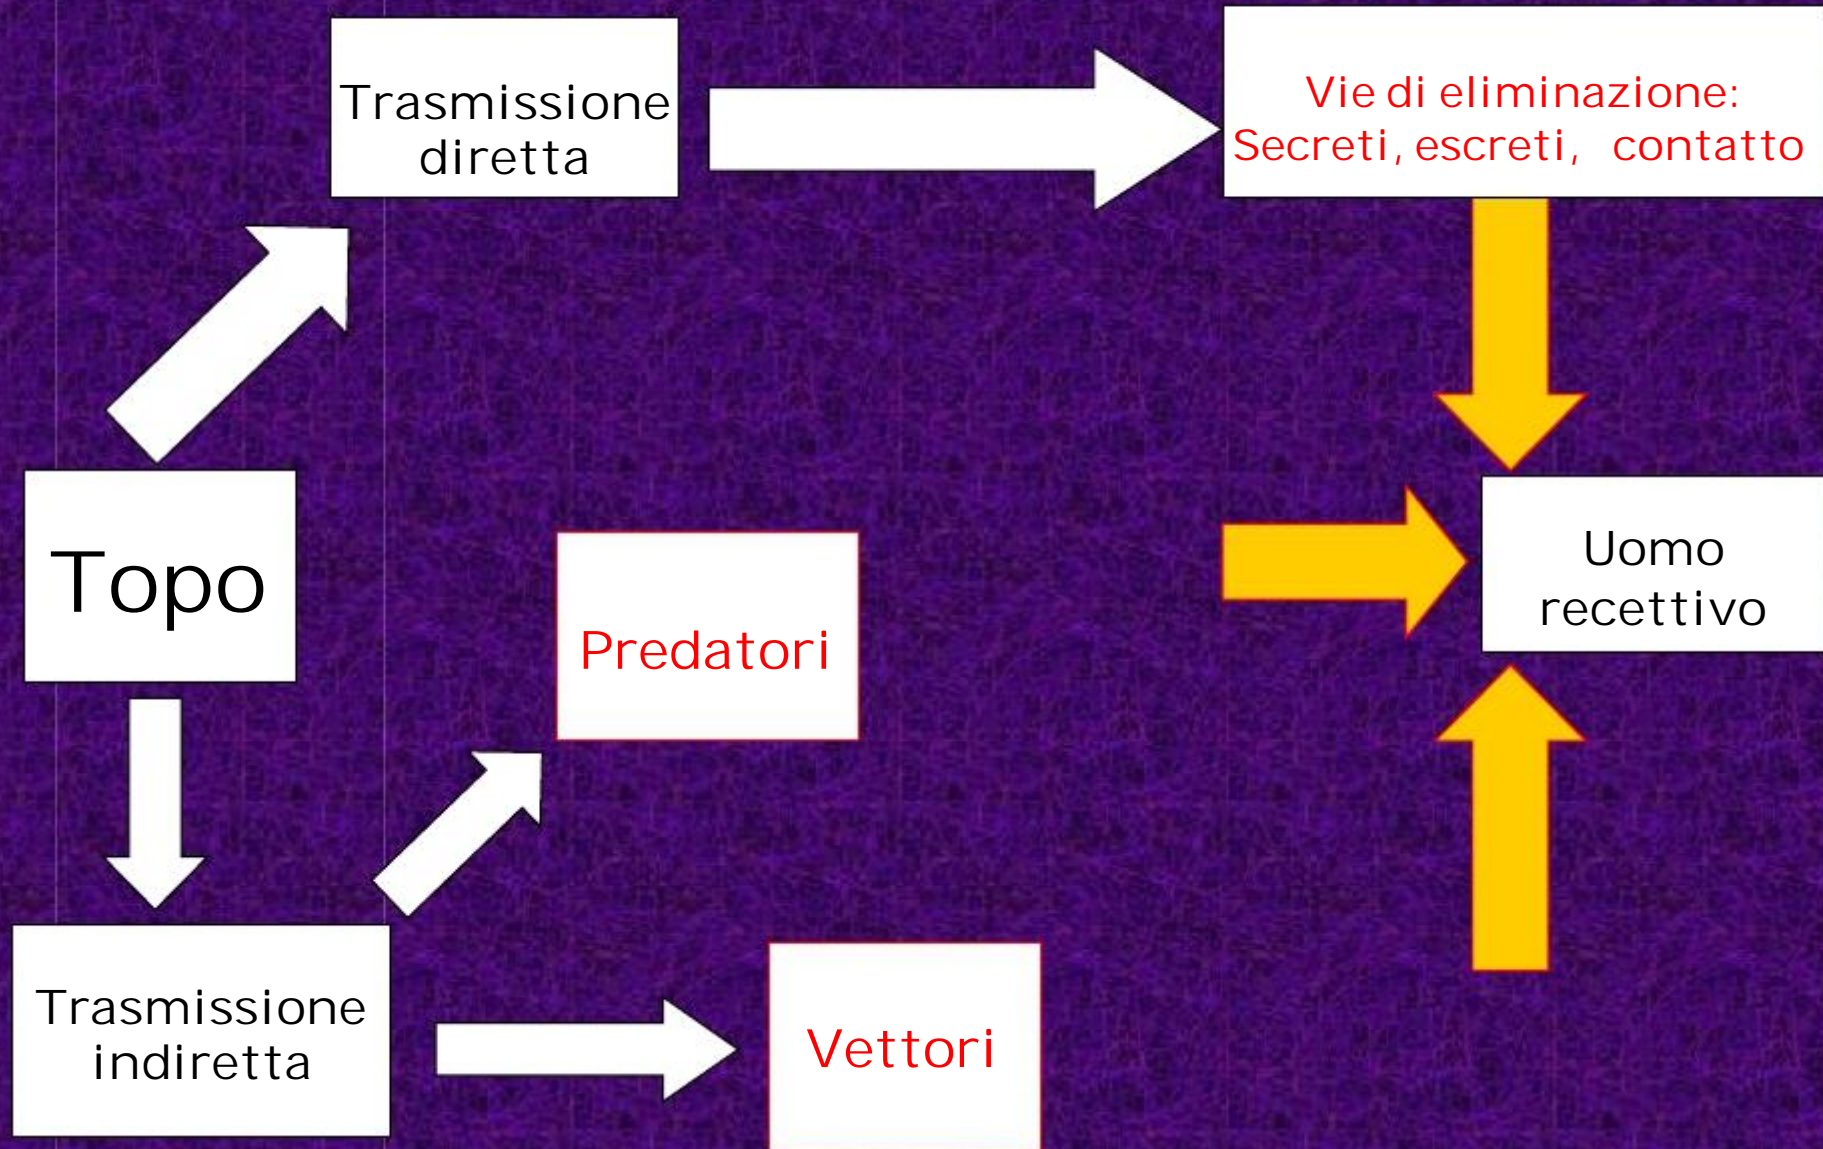 Trasmissione
diretta
Vie di eliminazione:
Secreti, escreti, contatto
Topo
Predatori
Uomo
recettivo
Trasmissione
indiretta
Vettori